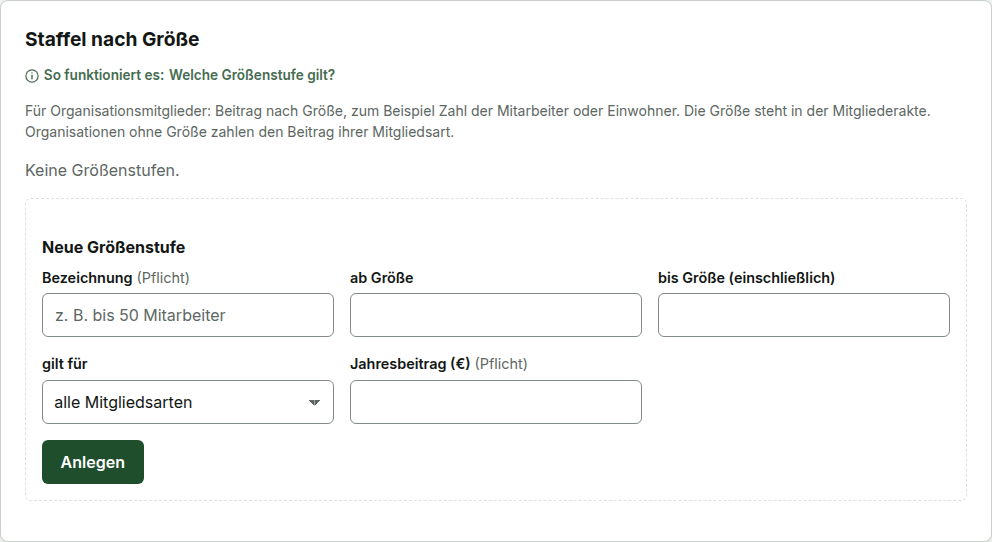 Staffel nach Größe
So funktioniert es: Welche Größenstufe gilt?
Für Organisationsmitglieder: Beitrag nach Größe, zum Beispiel Zahl der Mitarbeiter oder Einwohner. Die Größe steht in der Mitgliederakte.
Organisationen ohne Größe zahlen den Beitrag ihrer Mitgliedsart.
Keine Größenstufen.
Neue Größenstufe
Bezeichnung (Pflicht)
z. B. bis 50 Mitarbeiter
ab Größe
bis Größe (einschließlich)
gilt für
alle Mitgliedsarten
Jahresbeitrag (€) (Pflicht)
Anlegen